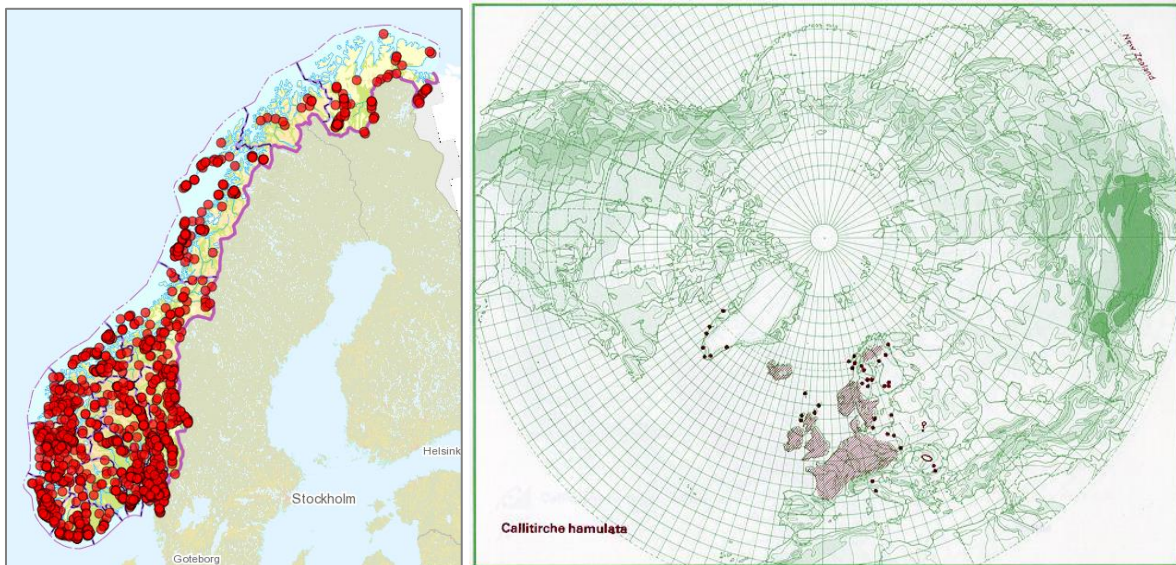 Helsink
Stockholm
Goteborg
New Zealand
Callitirche hamulata